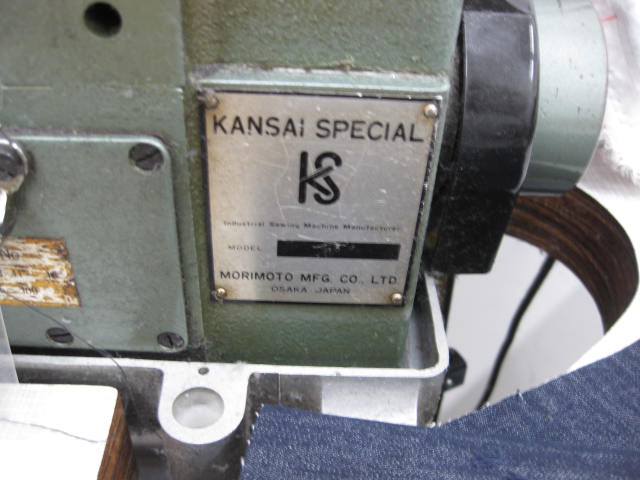 KANSAI SPECIAL
KS
Industrial Sewing Machine Manufacturer
MODEL
MORIMOTO MFG. CO., LTD.
OSAKA JAPAN